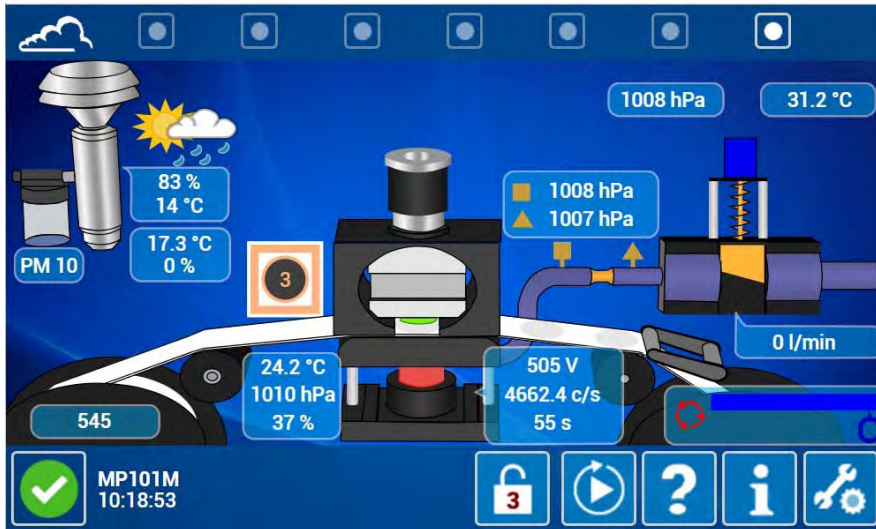 1008 hPa
31.2 °C
83 %
14 °C
17.3 °C
0 %
PM 10
1008 hPa
1007 hPa
3
0 l/min
24.2 °C
1010 hPa
37 %
505 V
4662.4 c/s
55 s
545
MP101M
10:18:53
3
?
i